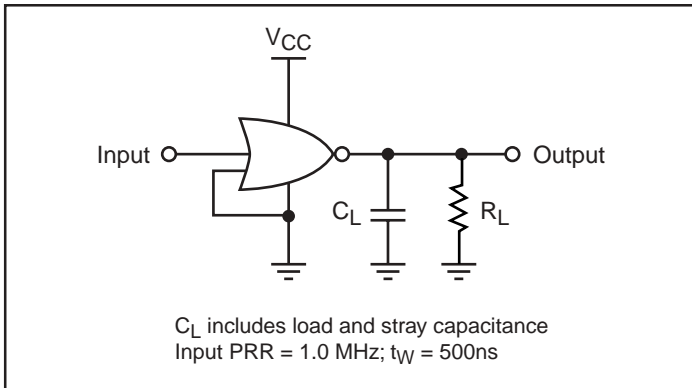 VCC
Input
Output
CL
RL
CL includes load and stray capacitance
Input PRR = 1.0 MHz; tW = 500ns